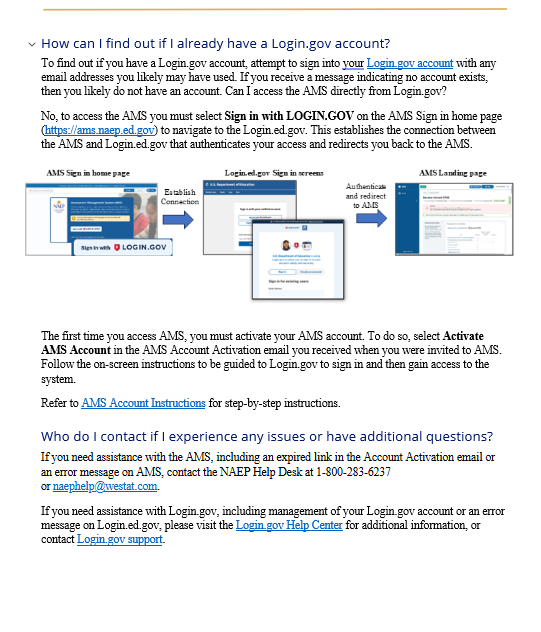 How can I find out if I already have a Login.gov account?
To find out if you have a Login.gov account, attempt to sign into your Login.gov account with any
email addresses you likely may have used. If you receive a message indicating no account exists,
then you likely do not have an account. Can I access the AMS directly from Login.gov?
No, to access the AMS you must select Sign in with LOGIN.GOV on the AMS Sign in home page
(https://ams.naep.ed.gov) to navigate to the Login.ed.gov. This establishes the connection between
the AMS and Login.ed.gov that authenticates your access and redirects you back to the AMS.
AMS Sign in home page
Login.ed.gov Sign in screens
AMS Landing page
Establish
Connection
Authenticate
and redirect
to AMS
NAEP
U.S. Department of Education
Sign in with LOGIN.GOV
Sign in for existing users
The first time you access AMS, you must activate your AMS account. To do so, select Activate
AMS Account in the AMS Account Activation email you received when you were invited to AMS.
Follow the on-screen instructions to be guided to Login.gov to sign in and then gain access to the
system.
Refer to AMS Account Instructions for step-by-step instructions.
Who do I contact if I experience any issues or have additional questions?
If you need assistance with the AMS, including an expired link in the Account Activation email or
an error message on AMS, contact the NAEP Help Desk at 1-800-283-6237
or naephelp@westat.com.
If you need assistance with Login.gov, including management of your Login.gov account or an error
message on Login.ed.gov, please visit the Login.gov Help Center for additional information, or
contact Login.gov support.